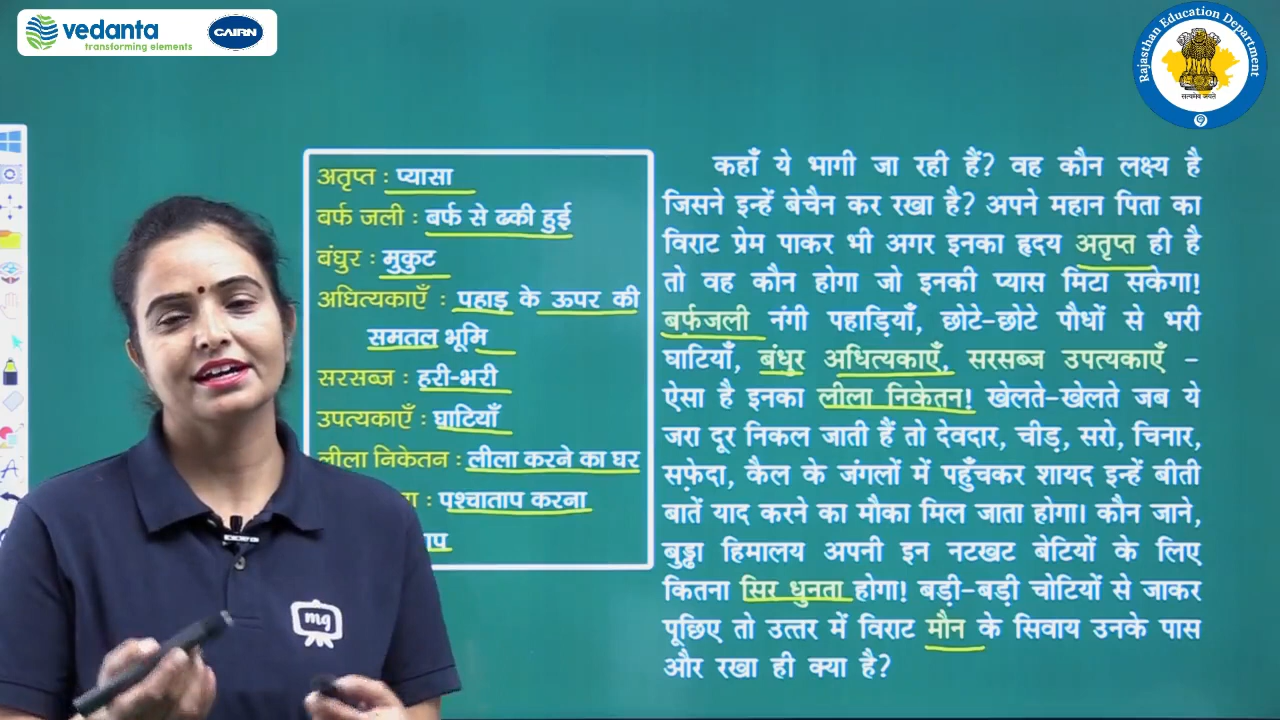 vedanta
transforming elements
CAIRN
Rajasthan Education Department
सत्यमेव जयते
अतृप्त : प्यासा
बर्फ जली : बर्फ से ढकी हुई
बंधुर : मुकुट
अधित्यकाएँ : पहाड़ के ऊपर की
समतल भूमि
सरसब्ज : हरी-भरी
उपत्यकाएँ : घाटियाँ
लीला निकेतन : लीला करने का घर
: पश्चाताप करना
कहाँ ये भागी जा रही हैं? वह कौन लक्ष्य है
जिसने इन्हें बेचैन कर रखा है? अपने महान पिता का
विराट प्रेम पाकर भी अगर इनका हृदय अतृप्त ही है
तो वह कौन होगा जो इनकी प्यास मिटा सकेगा!
बर्फजली नंगी पहाड़ियाँ, छोटे-छोटे पौधों से भरी
घाटियाँ, बंधुर अधित्यकाएँ, सरसब्ज उपत्यकाएँ –
ऐसा है इनका लीला निकेतन! खेलते-खेलते जब ये
जरा दूर निकल जाती हैं तो देवदार, चीड़, सरो, चिनार,
सफ़ेदा, कैल के जंगलों में पहुँचकर शायद इन्हें बीती
बातें याद करने का मौका मिल जाता होगा। कौन जाने,
बुड्ढा हिमालय अपनी इन नटखट बेटियों के लिए
कितना सिर धुनता होगा! बड़ी-बड़ी चोटियों से जाकर
पूछिए तो उत्तर में विराट मौन के सिवाय उनके पास
और रखा ही क्या है?
mg